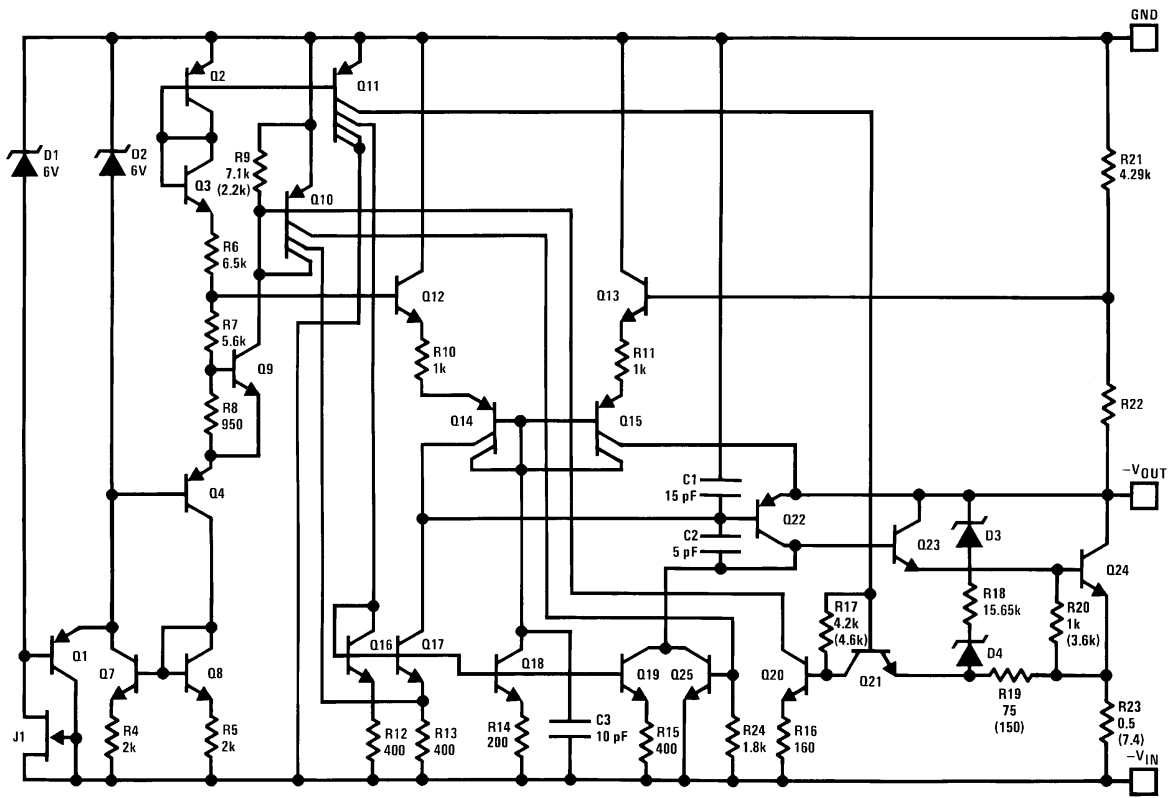 GND
Q2
Q11
D1
6V
D2
6V
R9
7.1k
(2.2k)
Q3
Q10
R21
4.29k
R6
6.5k
Q12
Q13
R7
5.6k
R10
1k
R11
1k
Q9
R8
950
Q14
Q15
R22
-VOUT
Q4
C1
15 pF
Q22
C2
5 pF
Q23
D3
Q24
R18
15.65k
R20
1k
(3.6k)
R17
4.2k
(4.6k)
Q1
Q7
Q8
Q16
Q17
Q18
Q19
Q25
Q20
Q21
D4
R19
75
(150)
J1
R4
2k
R5
2k
R12
400
R13
400
R14
200
C3
10 pF
R15
400
R24
1.8k
R16
160
R23
0.5
(7.4)
-VIN